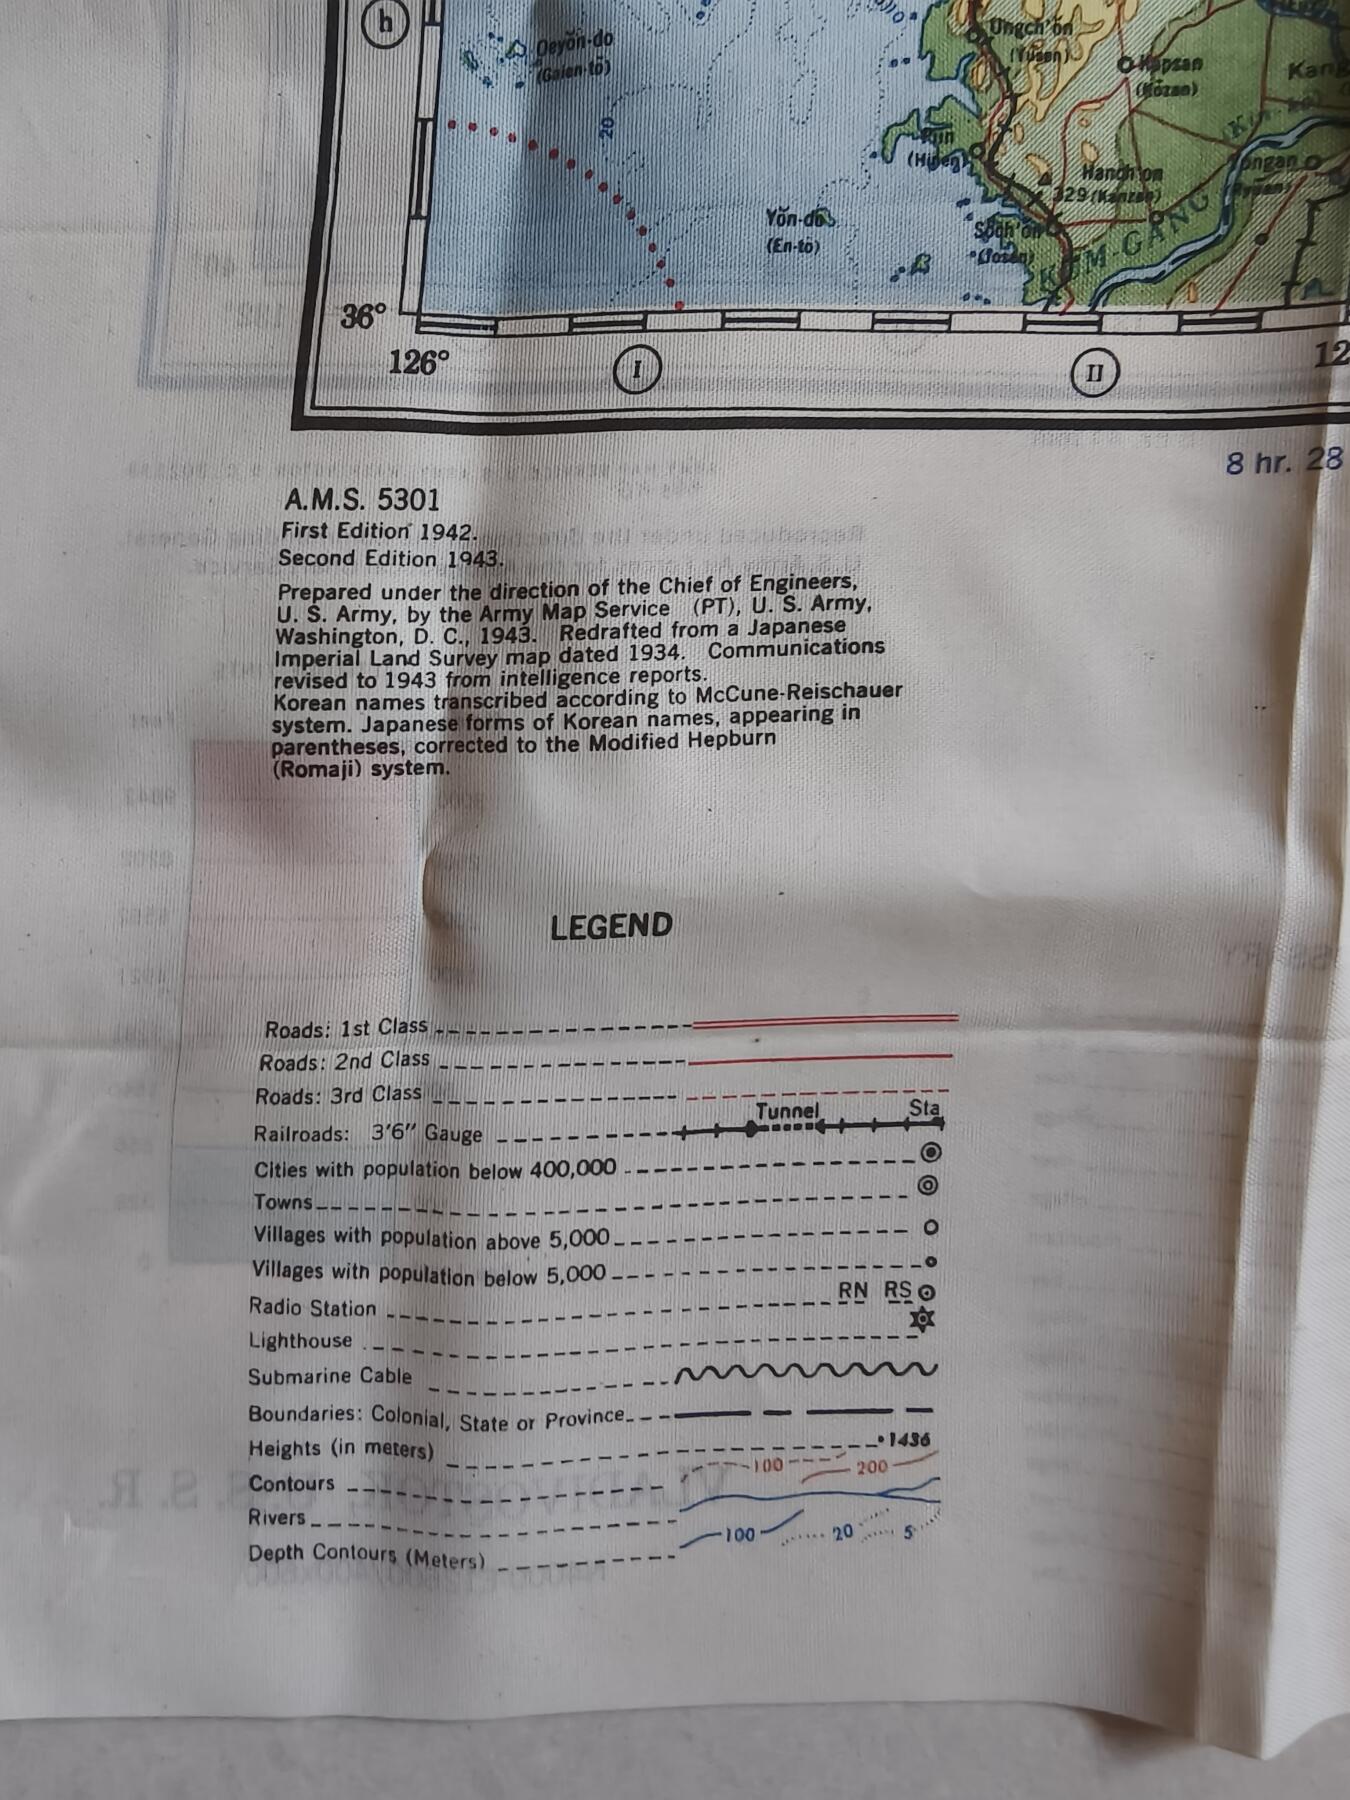 h
Oeyŏn-do
(Gaien-tō)
20
Ungch'ŏn
(Yūsen)
Kapsan
(Kōzan)
Piin
(Hijin)
Hanch'on
329 (Kanzan)
Yongan
Yŏn-do
(En-tō)
Sŏch'ŏn
(Josen)
KŬM-GANG
36°
126°
I
II
8 hr. 28
A.M.S. 5301
First Edition 1942.
Second Edition 1943.
Prepared under the direction of the Chief of Engineers,
U. S. Army, by the Army Map Service (PT), U. S. Army,
Washington, D. C., 1943. Redrafted from a Japanese
Imperial Land Survey map dated 1934. Communications
revised to 1943 from intelligence reports.
Korean names transcribed according to McCune-Reischauer
system. Japanese forms of Korean names, appearing in
parentheses, corrected to the Modified Hepburn
(Romaji) system.
LEGEND
Roads: 1st Class
Roads: 2nd Class
Roads: 3rd Class
Tunnel Sta
Railroads: 3'6" Gauge
Cities with population below 400,000
Towns
Villages with population above 5,000
Villages with population below 5,000
Radio Station RN RS
Lighthouse
Submarine Cable
Boundaries: Colonial, State or Province
Heights (in meters) 1436
Contours 100 200
Rivers
Depth Contours (Meters) 100 20 5